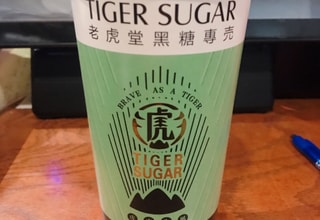 TIGER SUGAR
老虎堂黑糖專売
BRAVE AS A TIGER
虎
TIGER
SUGAR